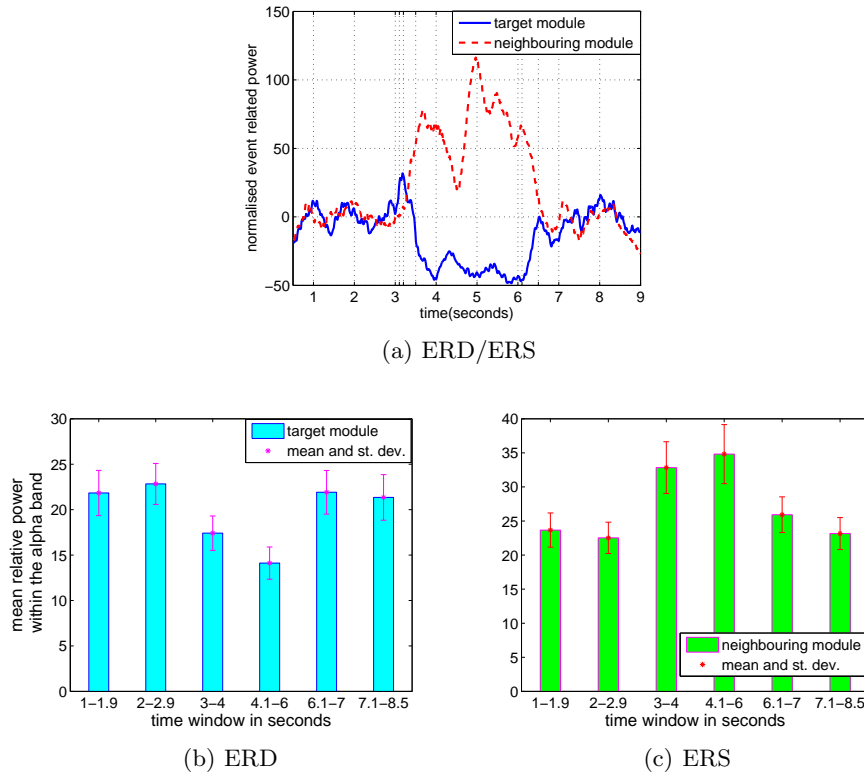 target module
neighbouring module
150
100
50
0
−50
normalised event related power
1 2 3 4 5 6 7 8 9
time(seconds)
(a) ERD/ERS
30
25
20
15
10
5
0
mean relative power
within the alpha band
target module
mean and st. dev.
1−1.9 2−2.9 3−4 4.1−6 6.1−7 7.1−8.5
time window in seconds
(b) ERD
40
35
30
25
20
15
10
5
0
neighbouring module
mean and st. dev.
1−1.9 2−2.9 3−4 4.1−6 6.1−7 7.1−8.5
time window in seconds
(c) ERS